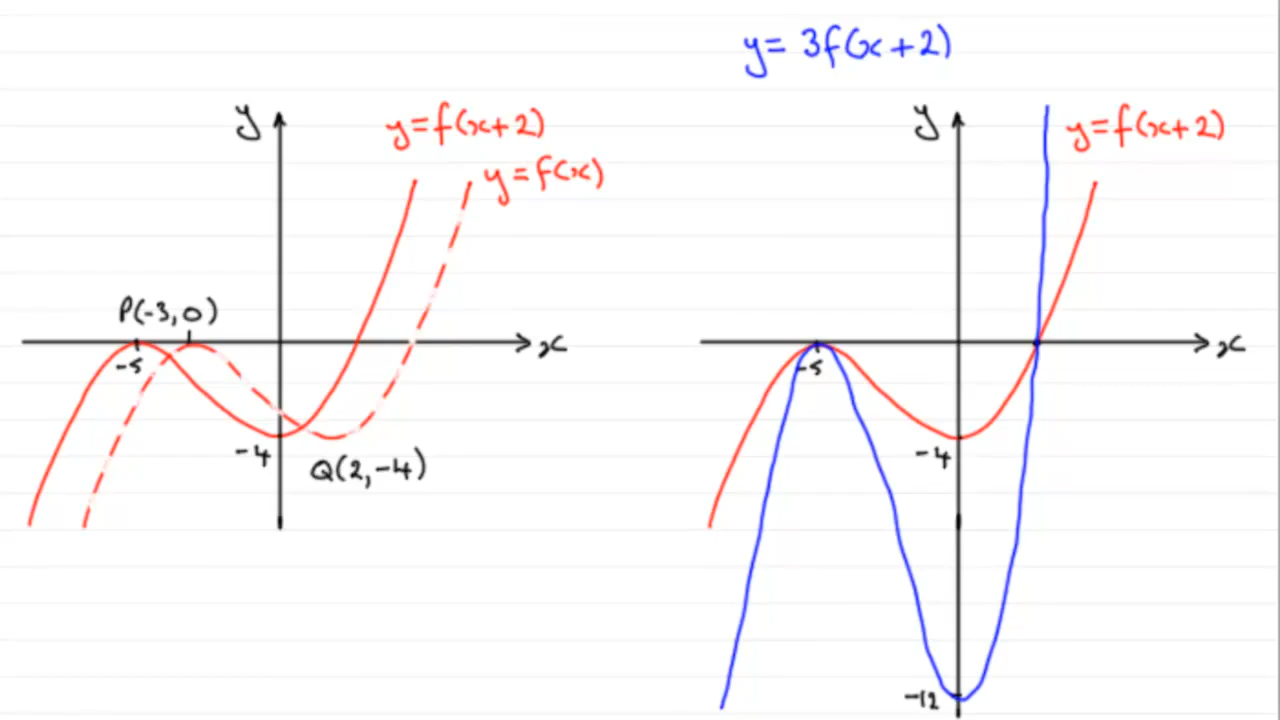 y = 3f(x + 2)
y
y = f(x+2)
y = f(x)
P(-3, 0)
x
-5
-4
Q(2, -4)
y
y = f(x+2)
x
-5
-4
-12